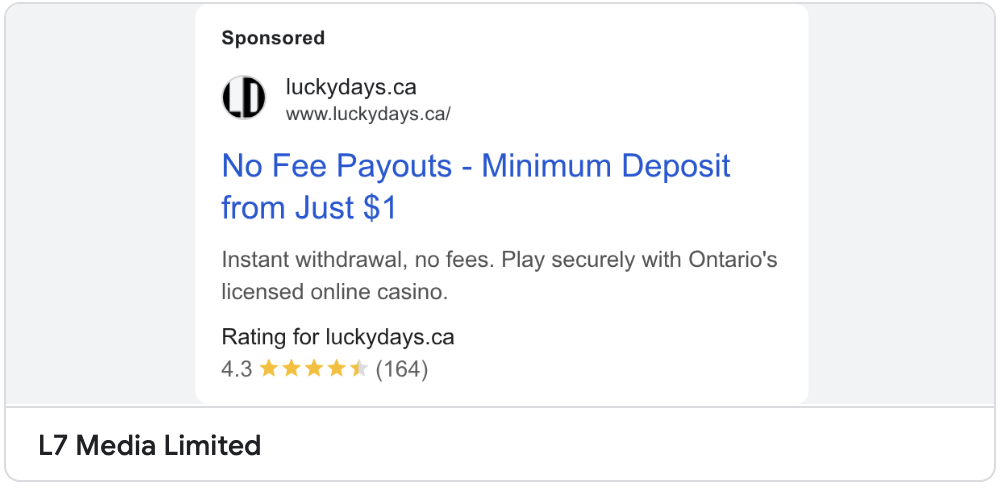 Sponsored
LD
luckydays.ca
www.luckydays.ca/
No Fee Payouts - Minimum Deposit
from Just $1
Instant withdrawal, no fees. Play securely with Ontario's
licensed online casino.
Rating for luckydays.ca
4.3 ★★★★★ (164)
L7 Media Limited